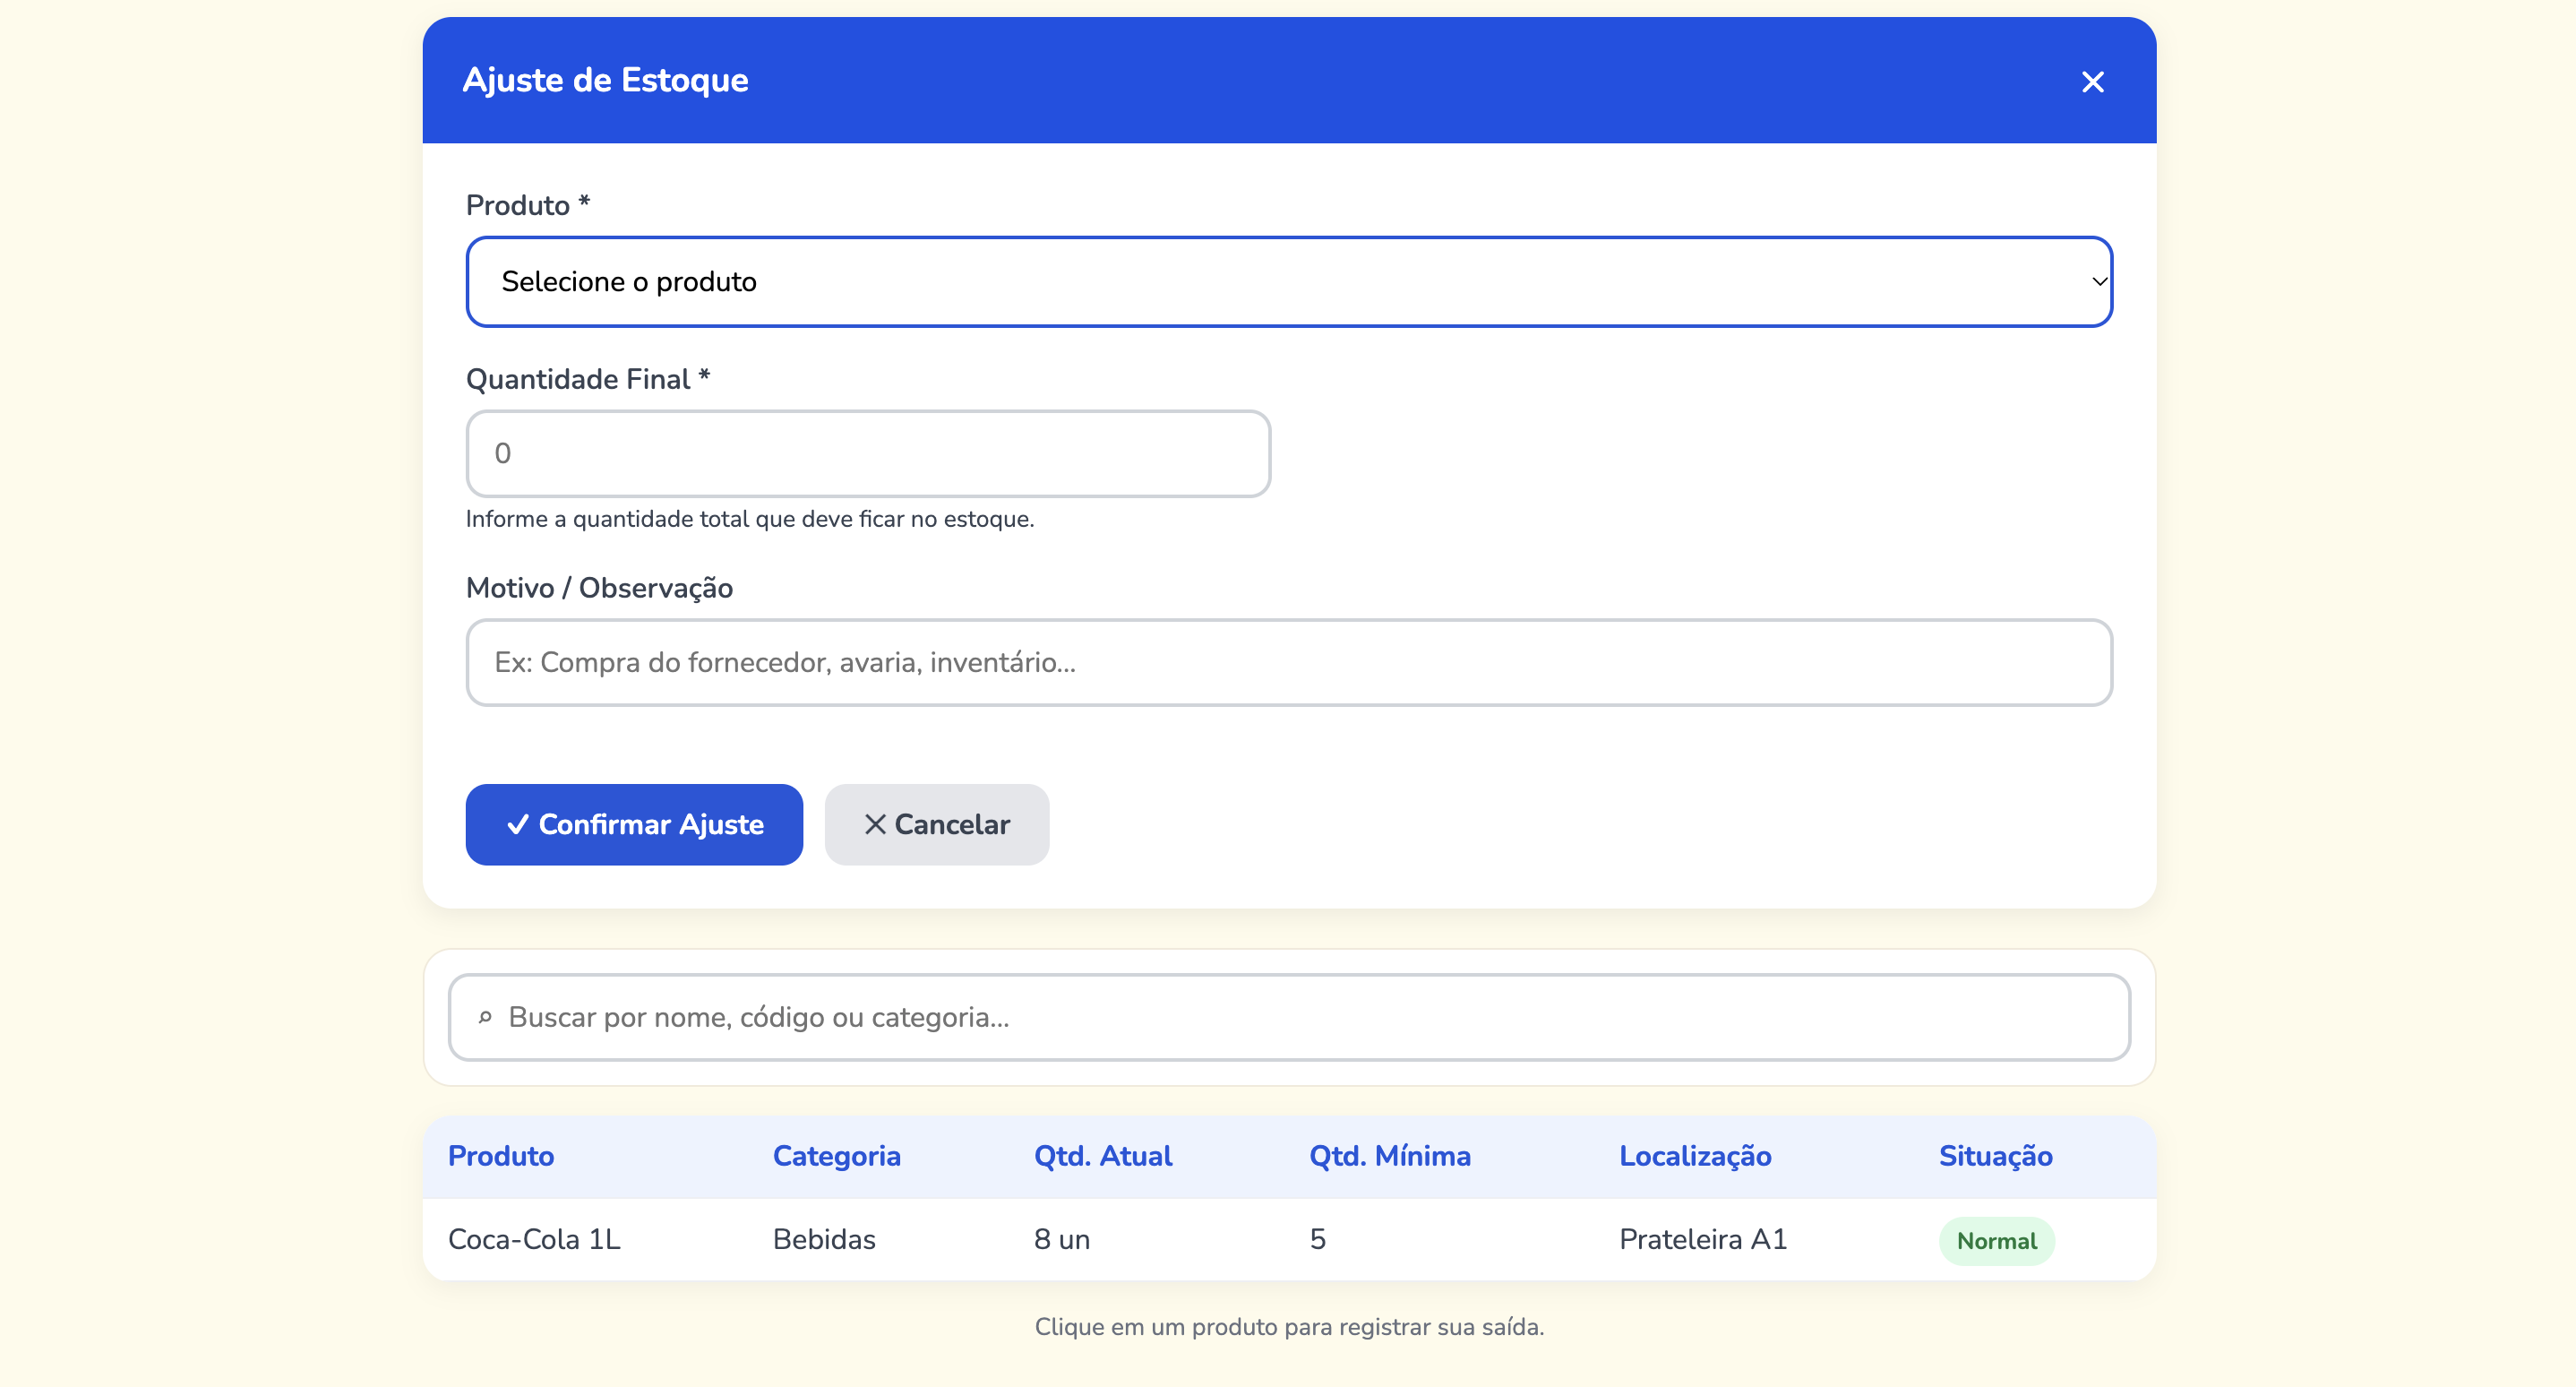 Ajuste de Estoque
Produto *
Selecione o produto
Quantidade Final *
0
Informe a quantidade total que deve ficar no estoque.
Motivo / Observação
Ex: Compra do fornecedor, avaria, inventário...
✓ Confirmar Ajuste ✕ Cancelar
Buscar por nome, código ou categoria...
Produto Categoria Qtd. Atual Qtd. Mínima Localização Situação
Coca-Cola 1L Bebidas 8 un 5 Prateleira A1 Normal
Clique em um produto para registrar sua saída.